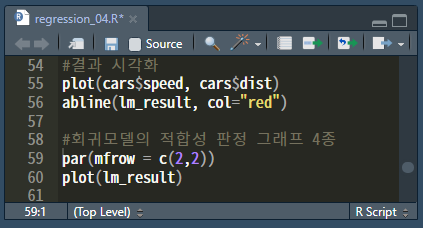 regression_04.R*
Source
54 #결과 시각화
55 plot(cars$speed, cars$dist)
56 abline(lm_result, col="red")
57
58 #회귀모델의 적합성 판정 그래프 4종
59 par(mfrow = c(2,2))
60 plot(lm_result)
61
59:1 (Top Level) R Script